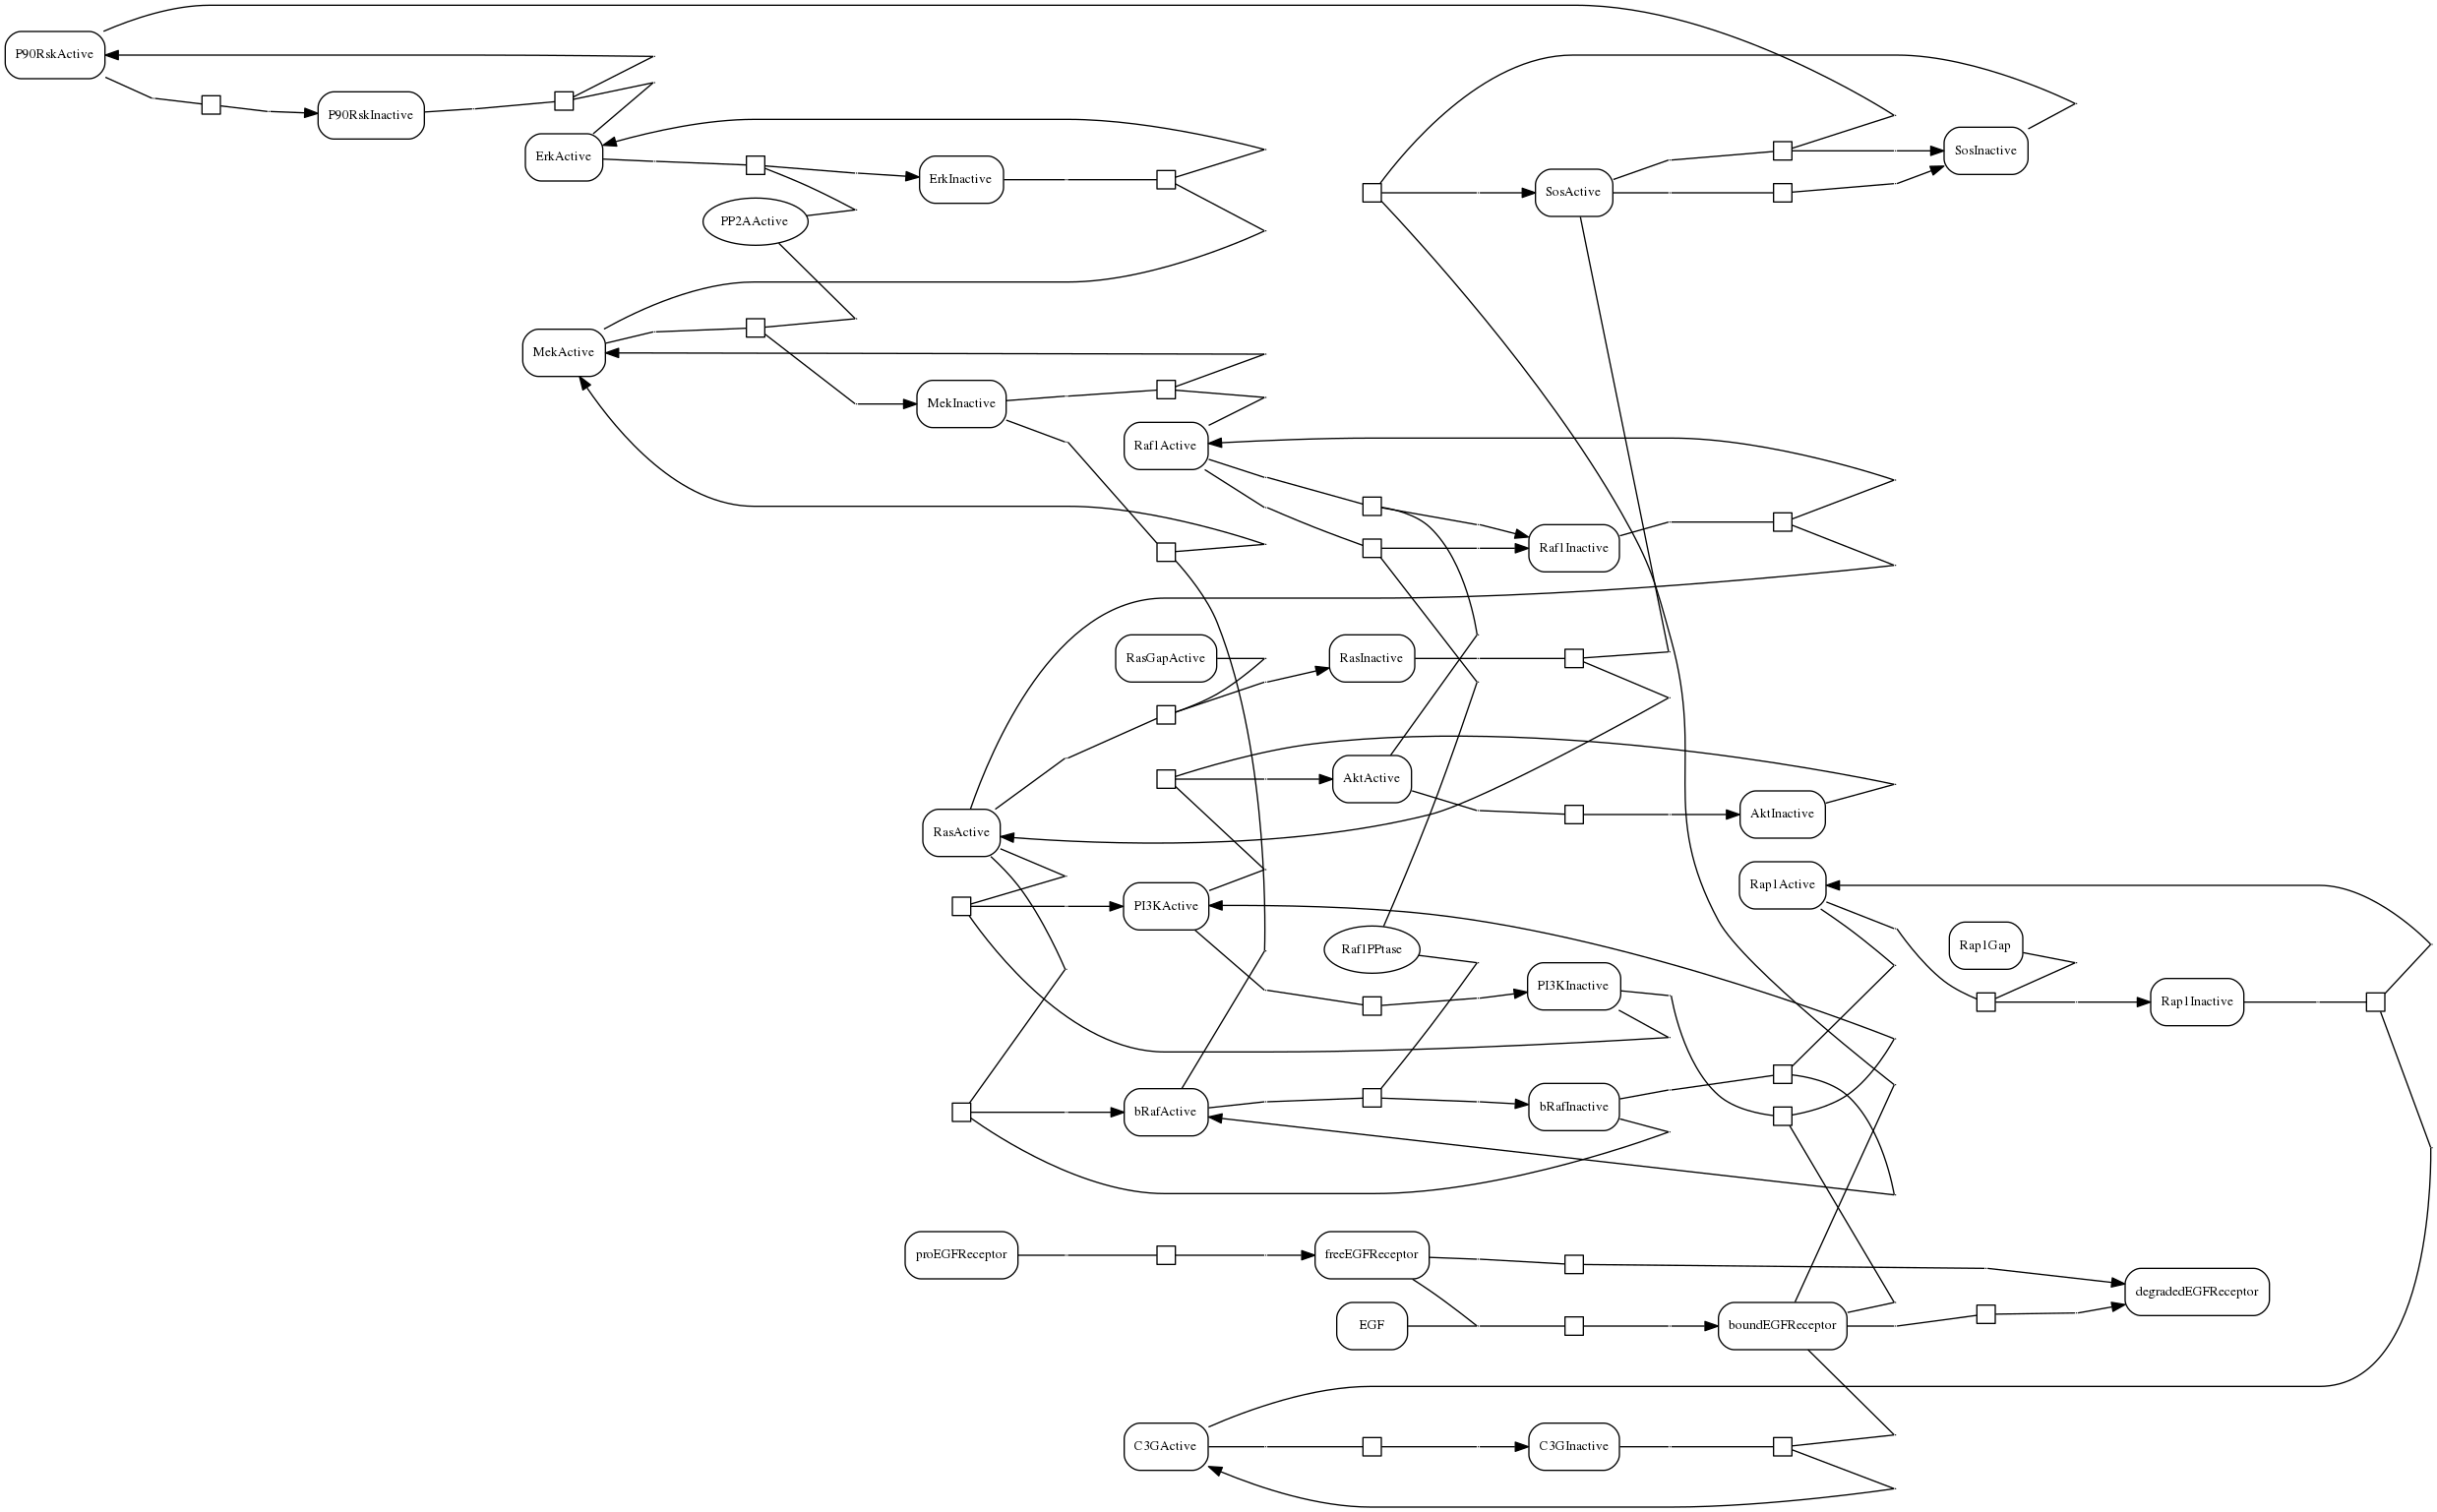 P90RskActive
P90RskInactive
ErkActive
SosInactive
ErkInactive
SosActive
PP2AActive
MekActive
MekInactive
Raf1Active
Raf1Inactive
RasGapActive
RasInactive
AktActive
AktInactive
RasActive
Rap1Active
PI3KActive
Rap1Gap
Raf1PPtase
PI3KInactive
Rap1Inactive
bRafActive
bRafInactive
proEGFReceptor
freeEGFReceptor
degradedEGFReceptor
EGF
boundEGFReceptor
C3GActive
C3GInactive